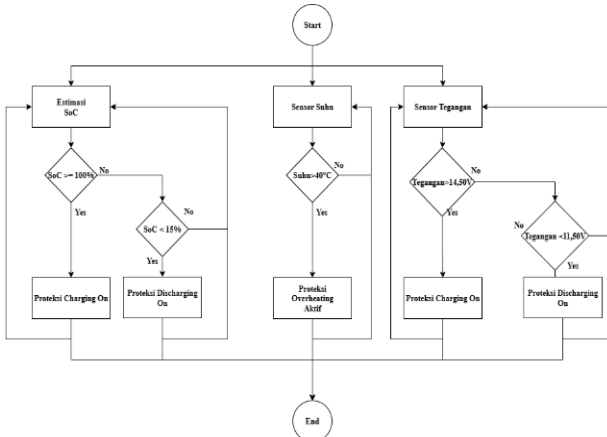 Start
Estimasi
SoC
Sensor Suhu
Sensor Tegangan
SoC >= 100%
No
Yes
SoC < 15%
No
Yes
Suhu>40°C
No
Yes
Tegangan>14,50V
No
Yes
Tegangan <11,50V
No
Yes
Proteksi Charging On
Proteksi Discharging
On
Proteksi
Overheating
Aktif
Proteksi Charging On
Proteksi Discharging
On
End